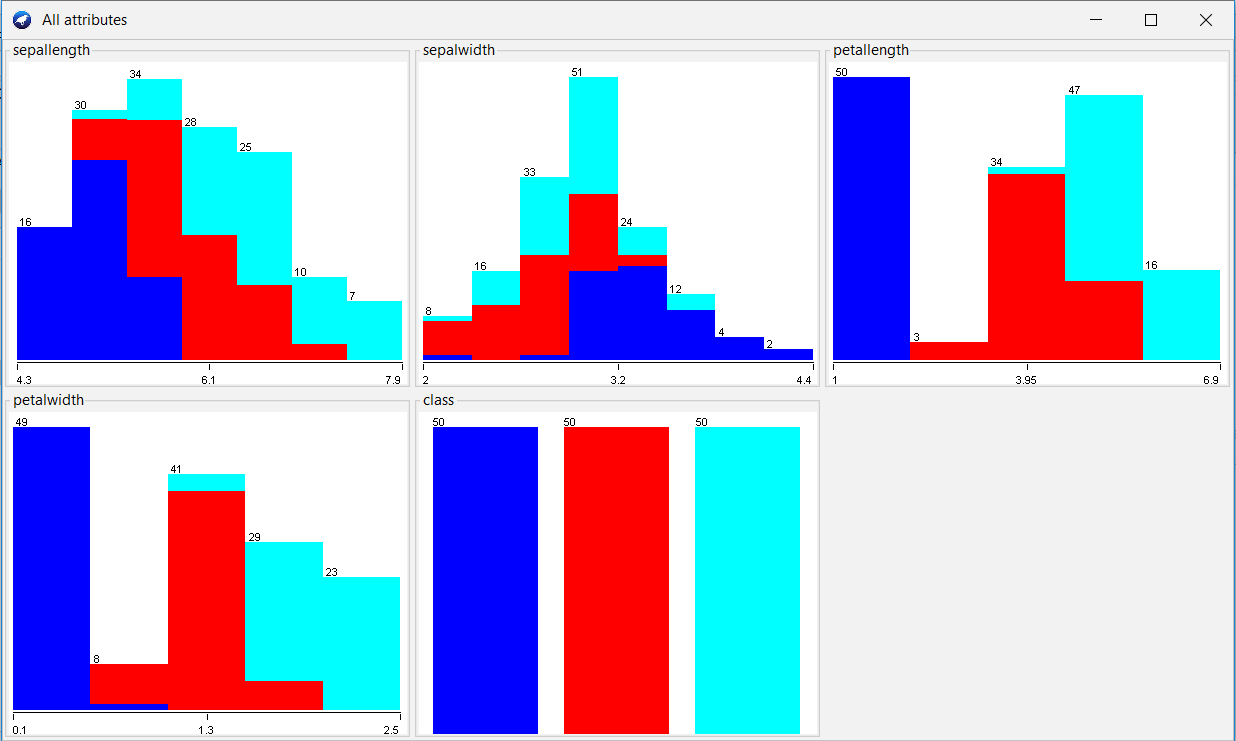 All attributes
sepallength
34
30
28
25
16
10
7
4.3 6.1 7.9
sepalwidth
51
33
24
16
12
8
4
2
2 3.2 4.4
petallength
50
47
34
16
3
1 3.95 6.9
petalwidth
49
41
29
23
8
0.1 1.3 2.5
class
50 50 50